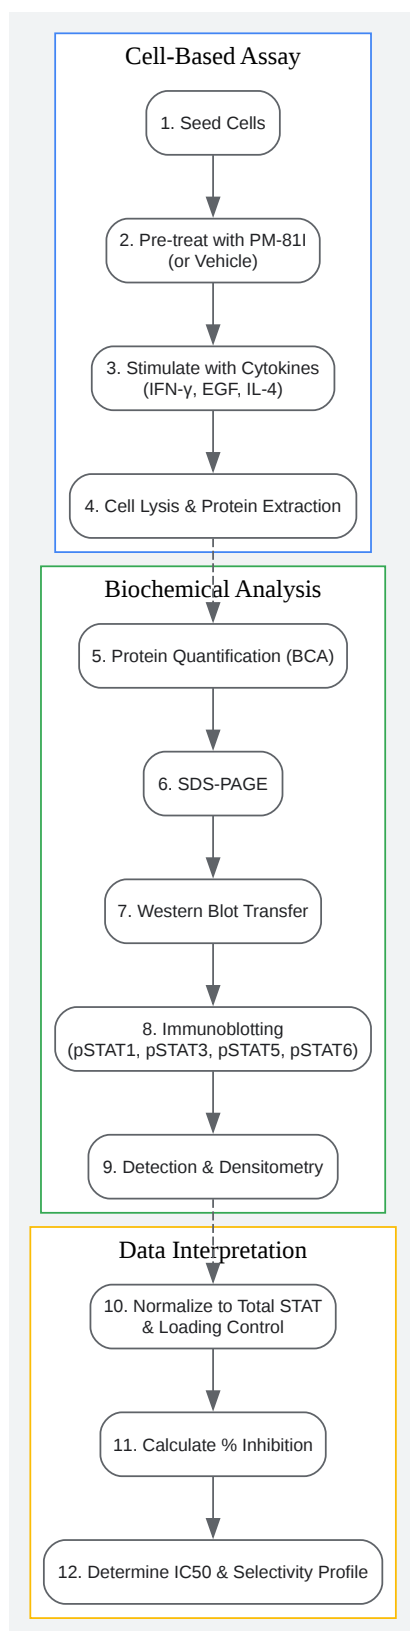 Cell-Based Assay
1. Seed Cells
2. Pre-treat with PM-81I
(or Vehicle)
3. Stimulate with Cytokines
(IFN-γ, EGF, IL-4)
4. Cell Lysis & Protein Extraction
Biochemical Analysis
5. Protein Quantification (BCA)
6. SDS-PAGE
7. Western Blot Transfer
8. Immunoblotting
(pSTAT1, pSTAT3, pSTAT5, pSTAT6)
9. Detection & Densitometry
Data Interpretation
10. Normalize to Total STAT
& Loading Control
11. Calculate % Inhibition
12. Determine IC50 & Selectivity Profile